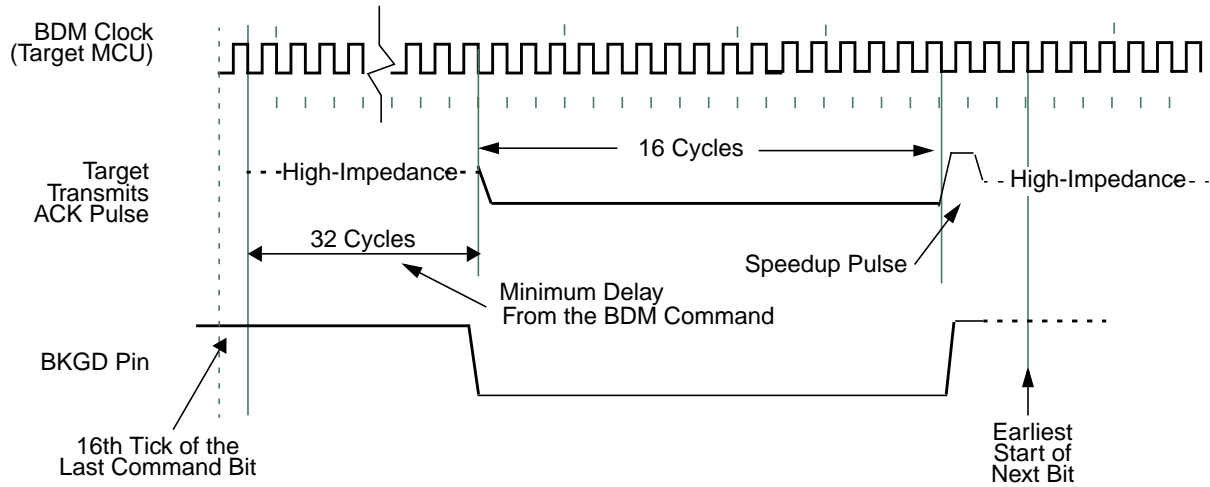 BDM Clock
(Target MCU)
16 Cycles
Target
Transmits
ACK Pulse
High-Impedance
High-Impedance
32 Cycles
Speedup Pulse
Minimum Delay
From the BDM Command
BKGD Pin
16th Tick of the
Last Command Bit
Earliest
Start of
Next Bit